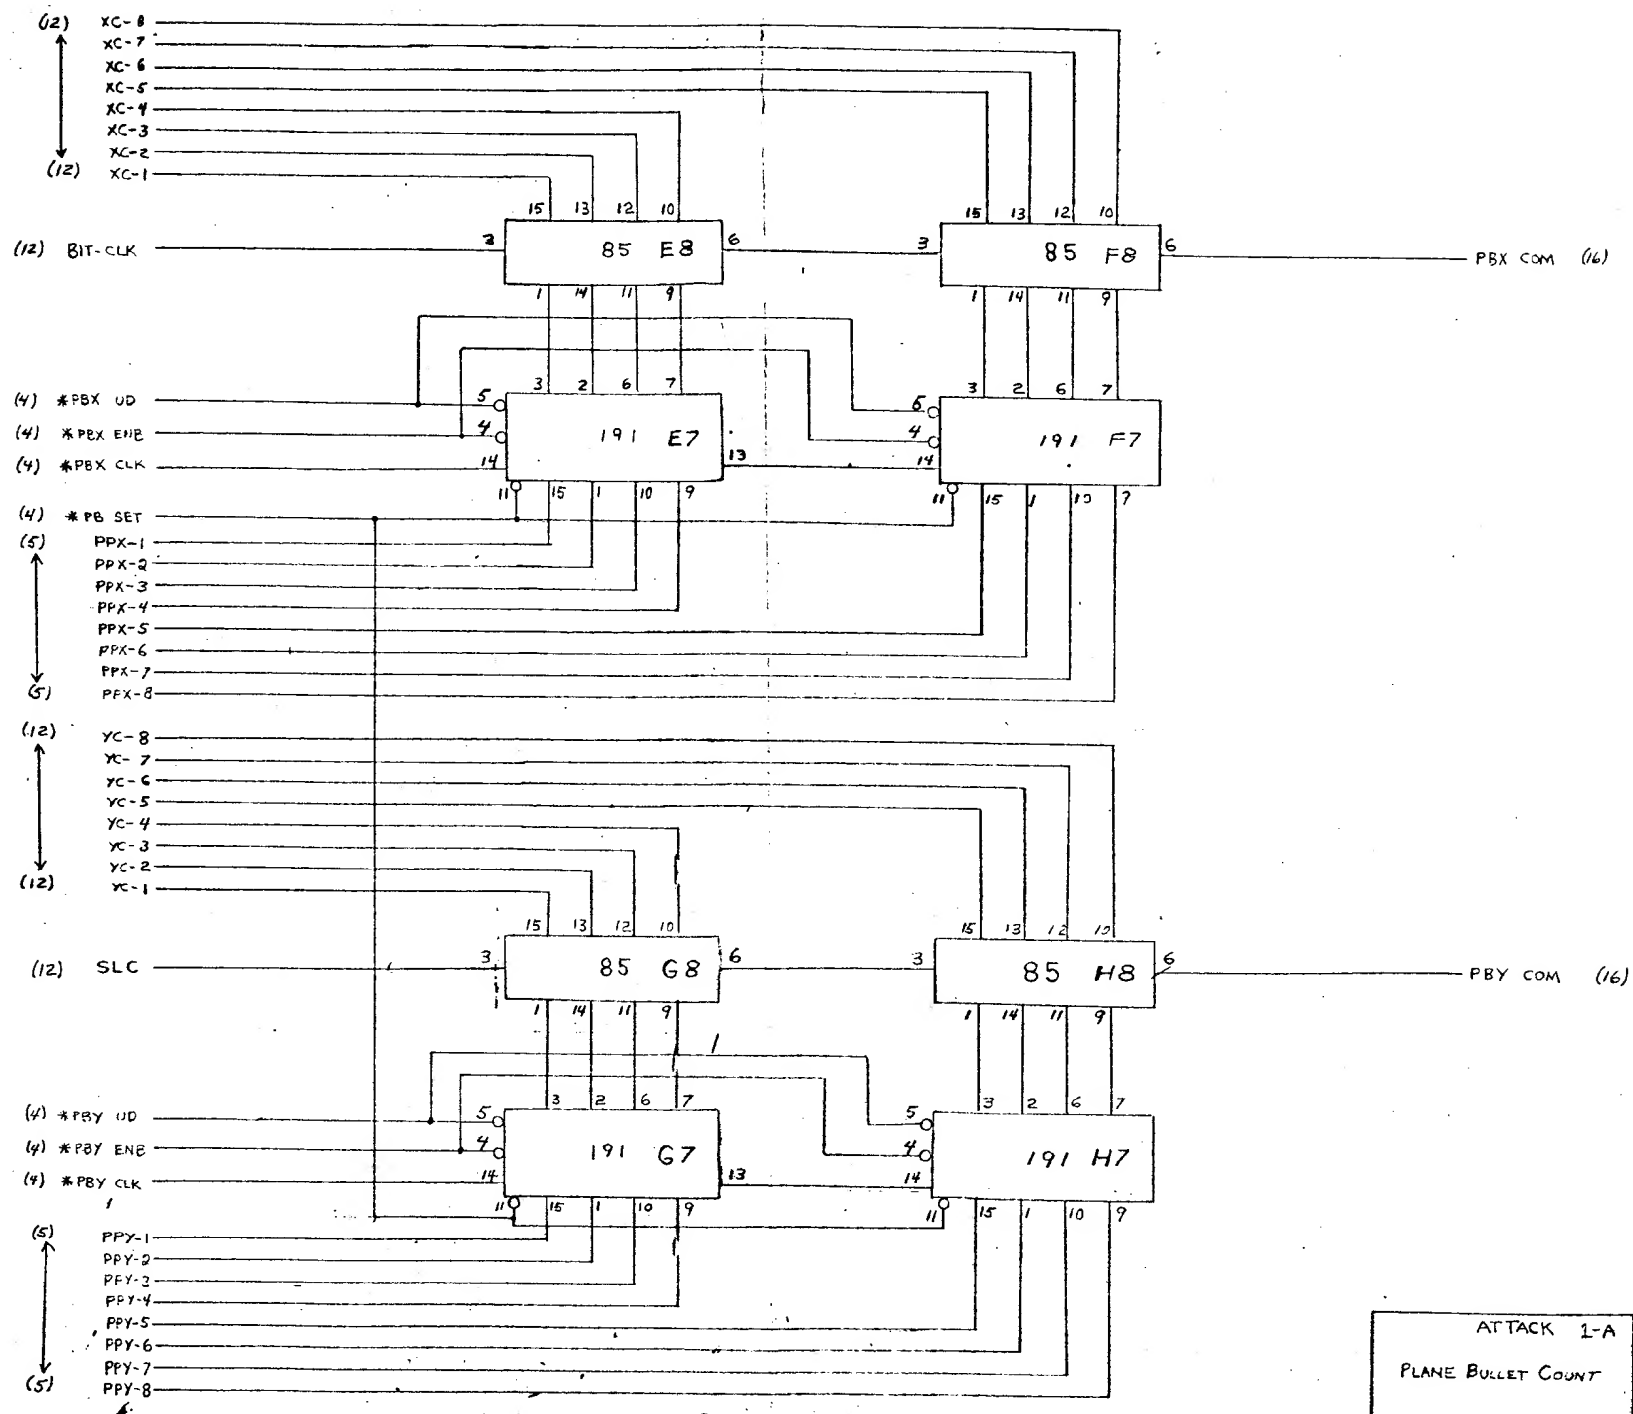 (12) XC-8
XC-7
XC-6
XC-5
XC-4
XC-3
XC-2
(12) XC-1
15 13 12 10
15 13 12 10
(12) BIT-CLK 3 85 E8 6 3 85 F8 6 PBX COM (16)
1 14 11 9
1 14 11 9
3 2 6 7
3 2 6 7
(4) *PBX UD 5 5
(4) *PBX ENB 4 191 E7 4 191 F7
(4) *PBX CLK 14 13 14
11 15 1 10 9
11 15 1 10 9
(4) *PB SET
(5) PPX-1
PPX-2
PPX-3
PPX-4
PPX-5
PPX-6
PPX-7
(5) PPX-8
(12) YC-8
YC-7
YC-6
YC-5
YC-4
YC-3
YC-2
(12) YC-1
15 13 12 10
15 13 12 10
(12) SLC 3 85 G8 6 3 85 H8 6 PBY COM (16)
1 14 11 9
1 14 11 9
3 2 6 7
3 2 6 7
(4) *PBY UD 5 5
(4) *PBY ENB 4 191 G7 4 191 H7
(4) *PBY CLK 14 13 14
11 15 1 10 9
11 15 1 10 9
(5) PPY-1
PPY-2
PPY-3
PPY-4
PPY-5
PPY-6
PPY-7
(5) PPY-8
ATTACK 1-A
PLANE BULLET COUNT